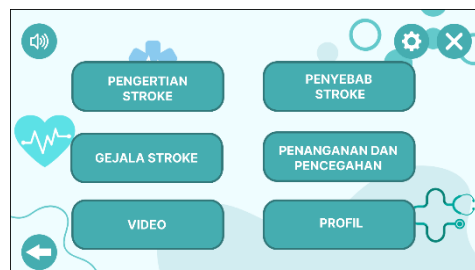 PENGERTIAN
STROKE
PENYEBAB
STROKE
GEJALA STROKE
PENANGANAN DAN
PENCEGAHAN
VIDEO
PROFIL